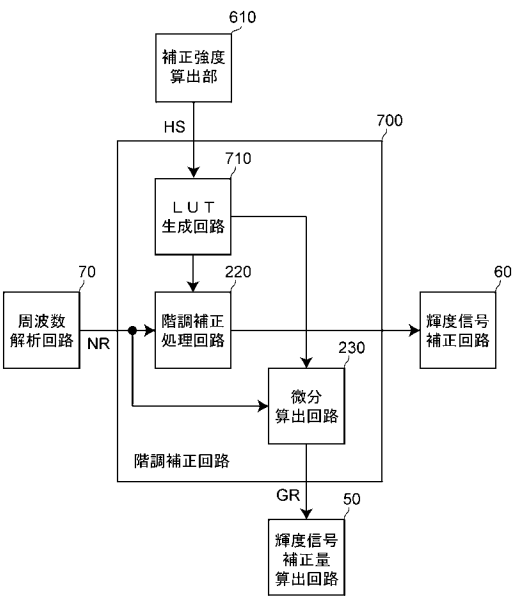 610
補正強度
算出部
HS
700
710
LUT
生成回路
70
周波数
解析回路
NR
220
階調補正
処理回路
60
輝度信号
補正回路
230
微分
算出回路
階調補正回路
GR
50
輝度信号
補正量
算出回路